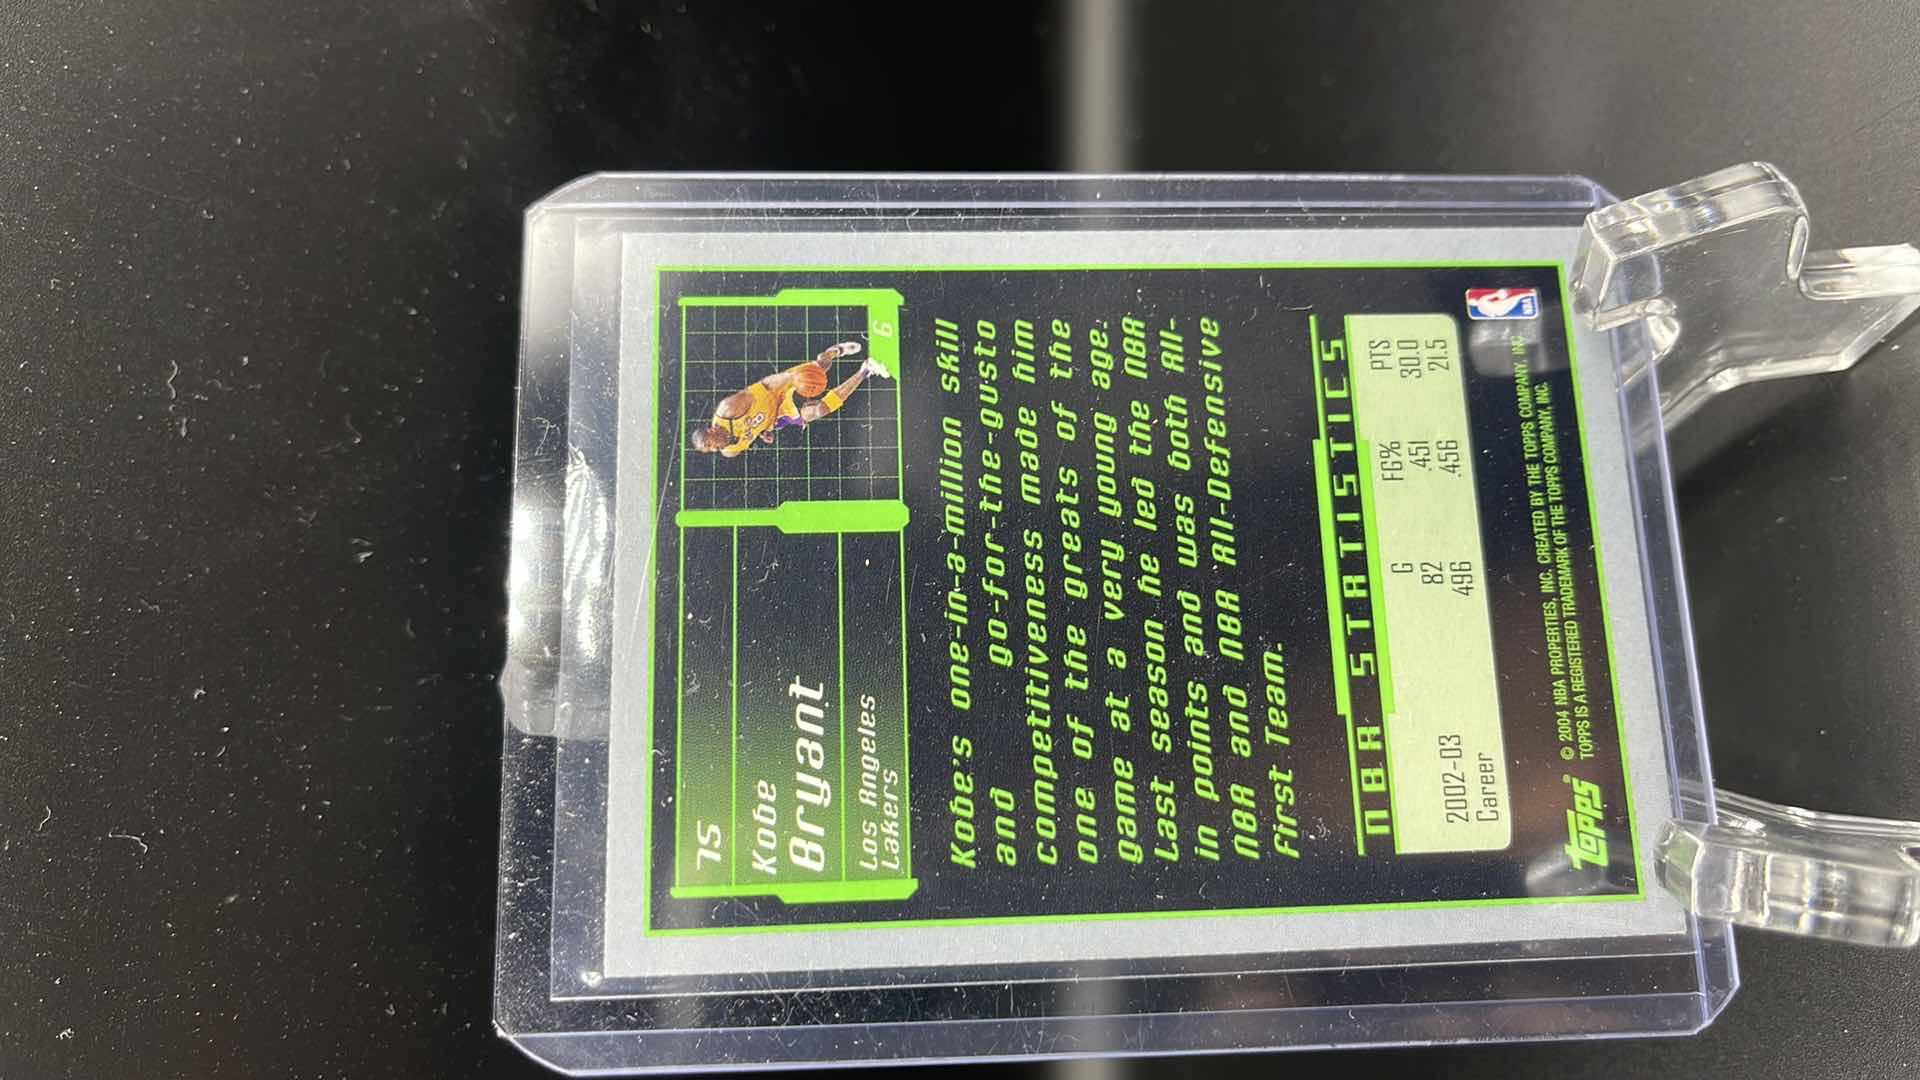 75
6
Kobe
Bryant
Los Angeles
Lakers
8
Kobe's one-in-a-million skill
and go-for-the-gusto
competitiveness made him
one of the greats of the
game at a very young age.
Last season he led the NBA
in points and was both All-
NBA and NBA All-Defensive
First Team.
NBA STATISTICS
G FG% PTS
2002-03 82 .451 30.0
Career 496 .456 21.5
topps
© 2004 NBA PROPERTIES, INC. CREATED BY THE TOPPS COMPANY, INC.
TOPPS IS A REGISTERED TRADEMARK OF THE TOPPS COMPANY, INC.
NBA